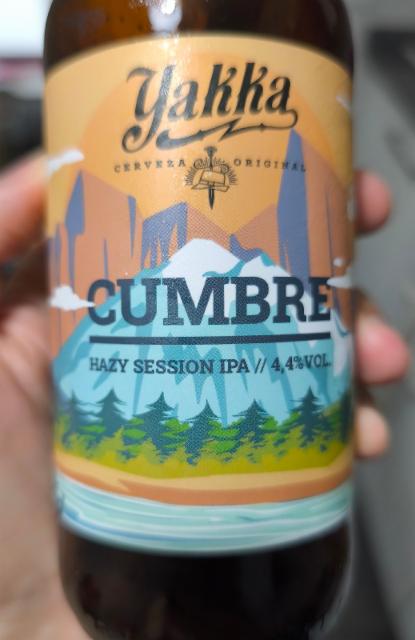 Yakka
CERVEZA ORIGINAL
CUMBRE
HAZY SESSION IPA // 4,4%VOL.